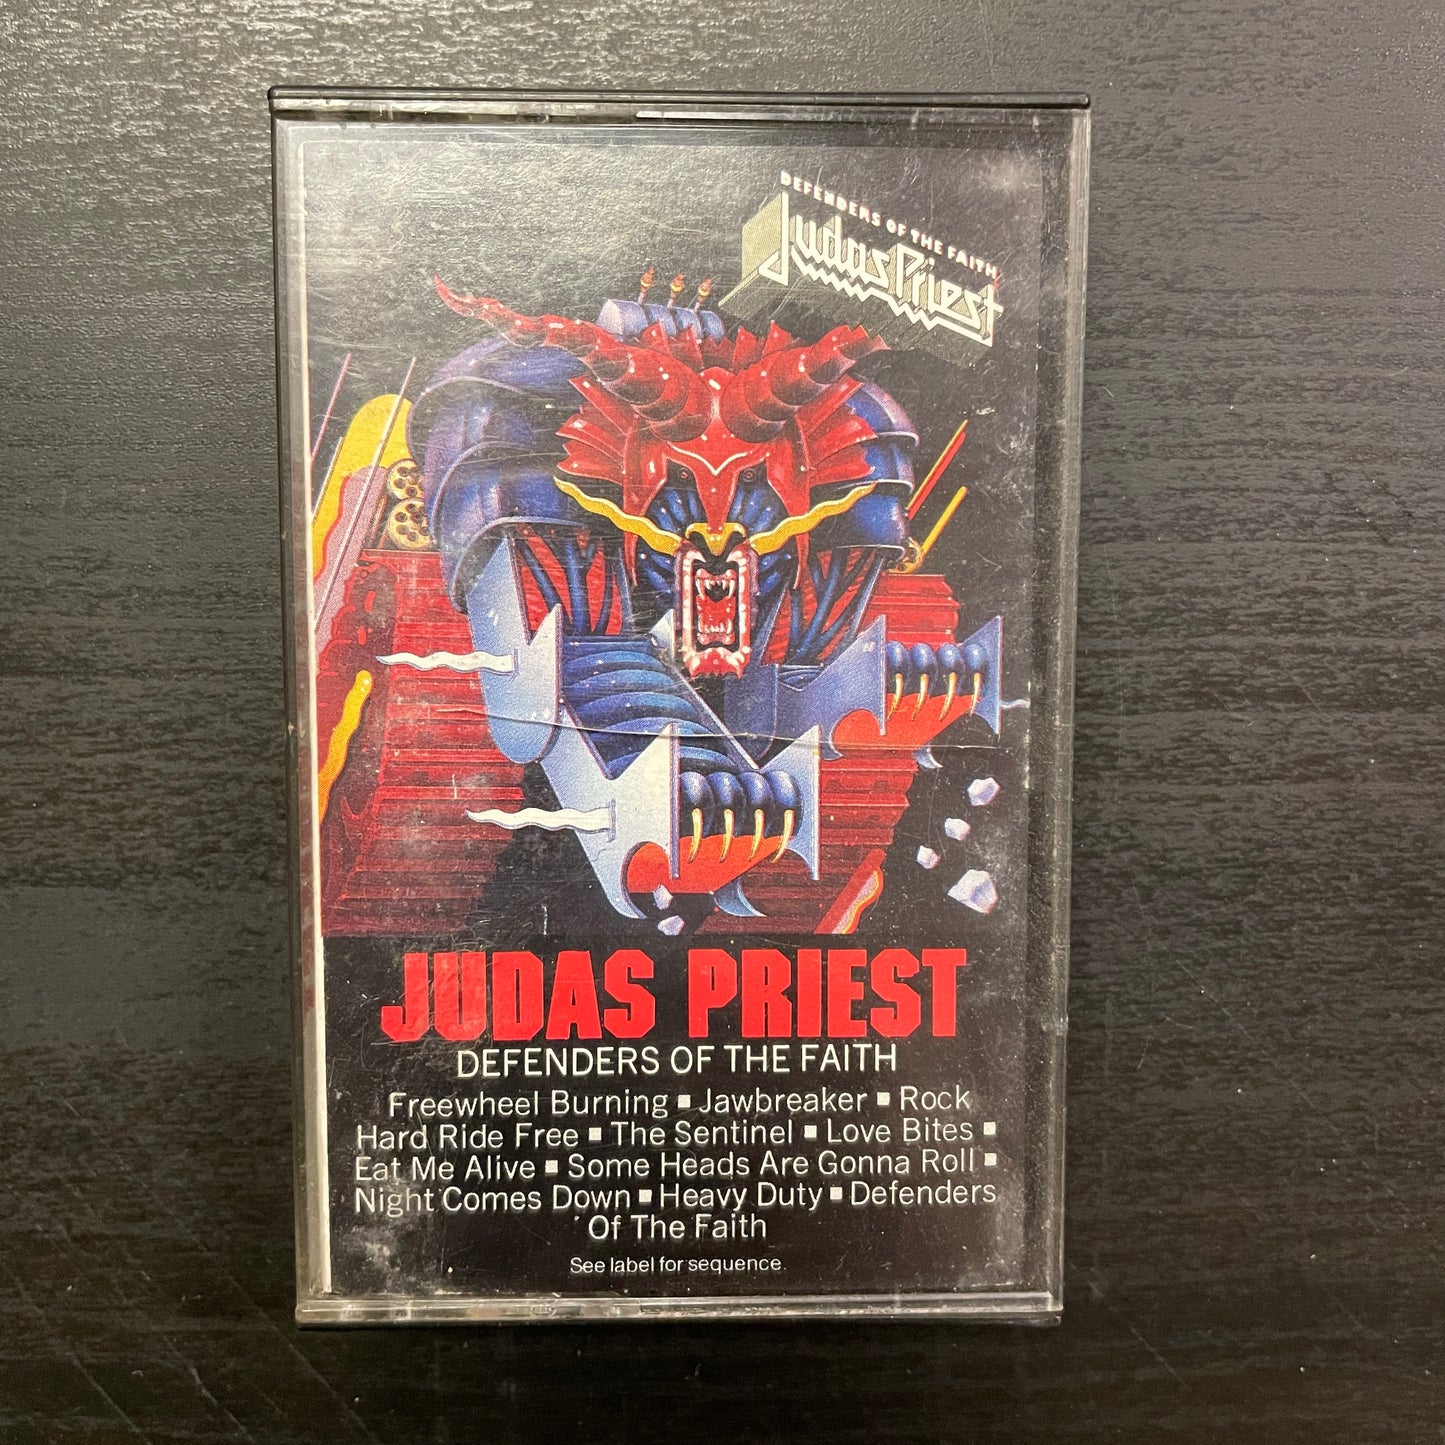 DEFENDERS OF THE FAITH
Judas Priest
JUDAS PRIEST
DEFENDERS OF THE FAITH
Freewheel Burning ▪ Jawbreaker ▪ Rock
Hard Ride Free ▪ The Sentinel ▪ Love Bites ▪
Eat Me Alive ▪ Some Heads Are Gonna Roll ▪
Night Comes Down ▪ Heavy Duty ▪ Defenders
Of The Faith
See label for sequence.